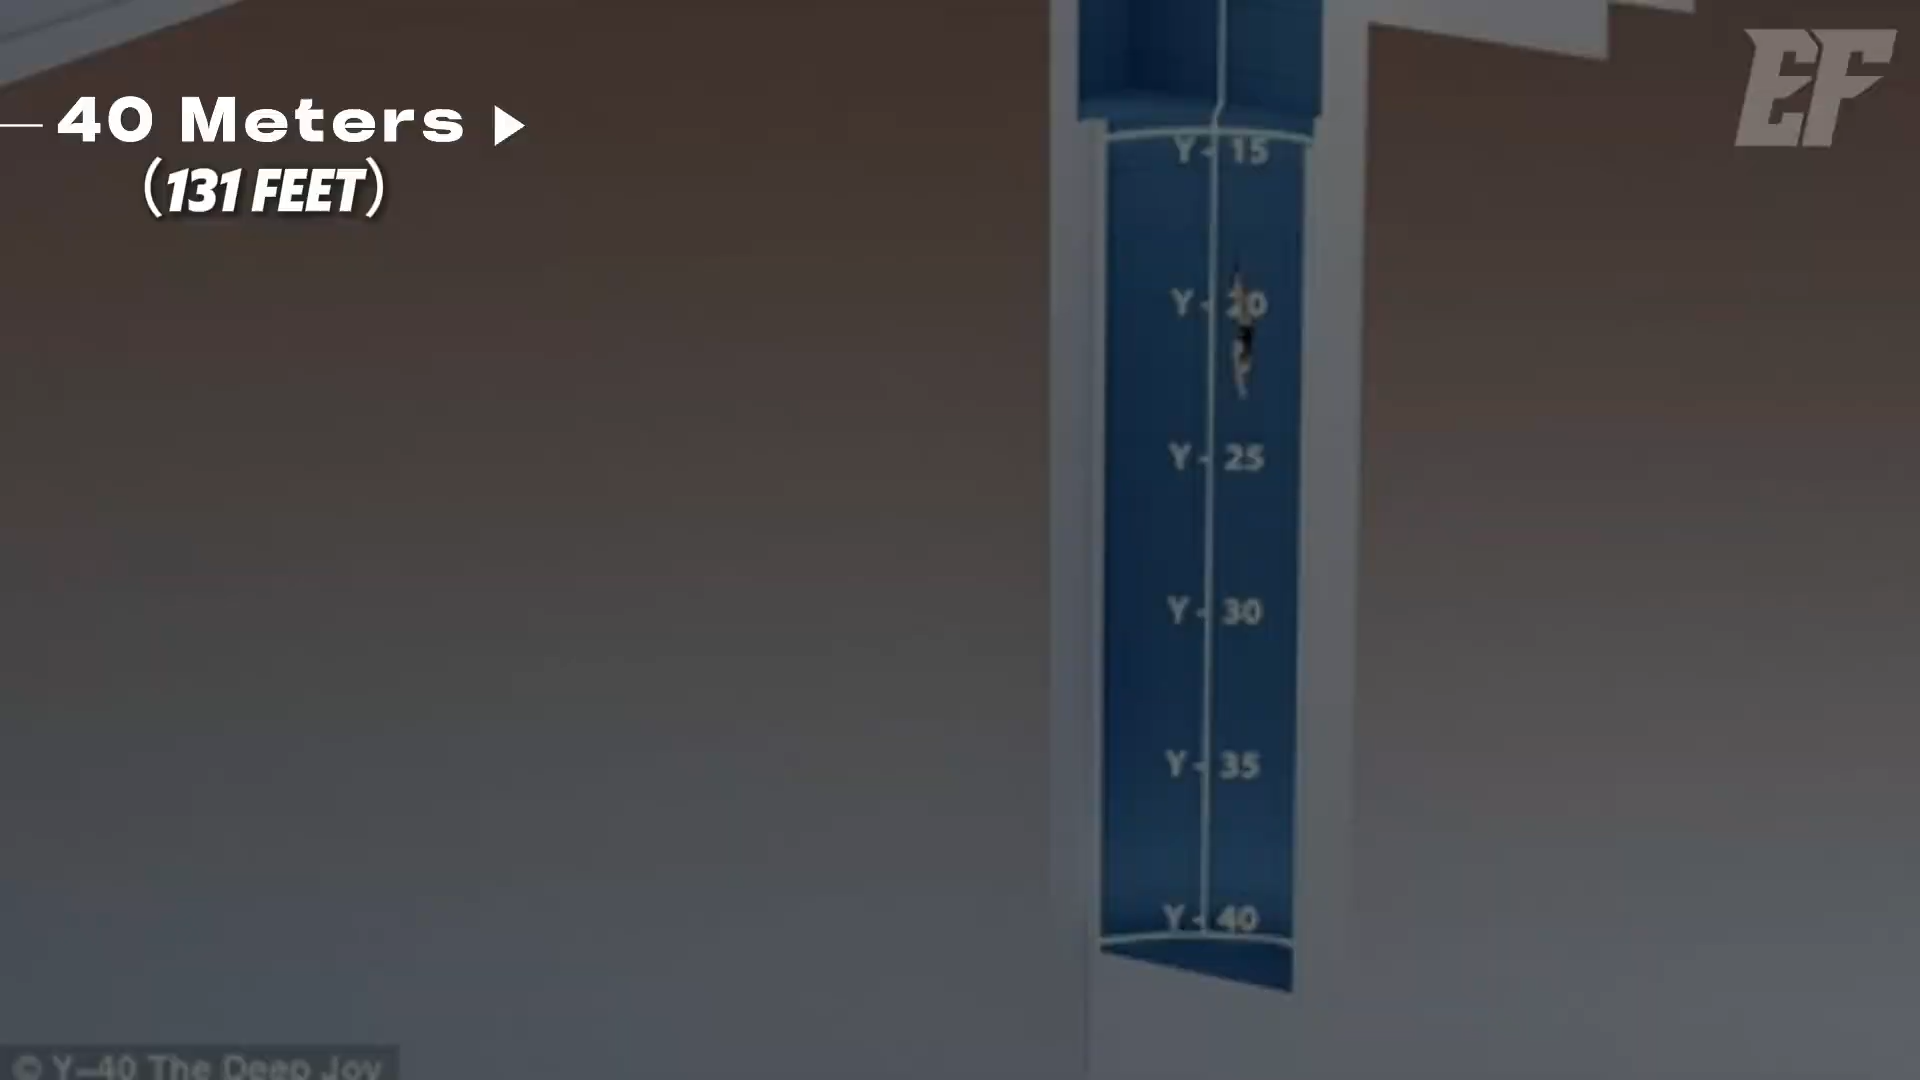 40 Meters
(131 FEET)
EF
Y - 15
Y - 20
Y - 25
Y - 30
Y - 35
Y - 40
© Y-40 The Deep Joy